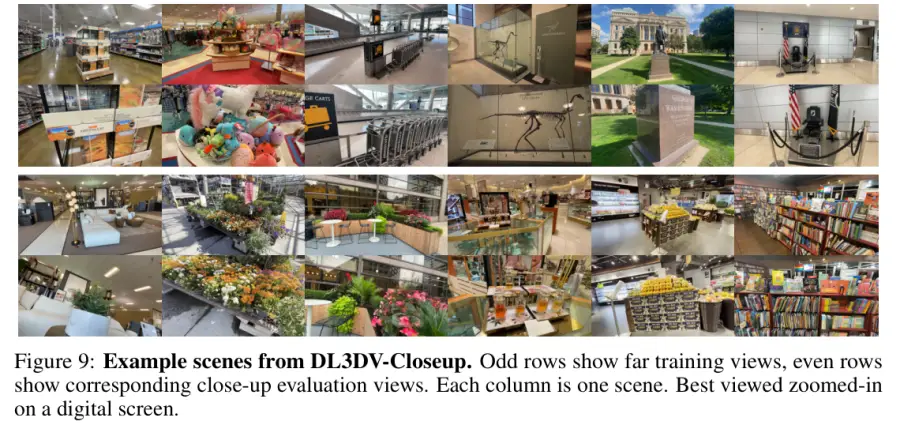 CARTS
Figure 9: Example scenes from DL3DV-Closeup. Odd rows show far training views, even rows
show corresponding close-up evaluation views. Each column is one scene. Best viewed zoomed-in
on a digital screen.